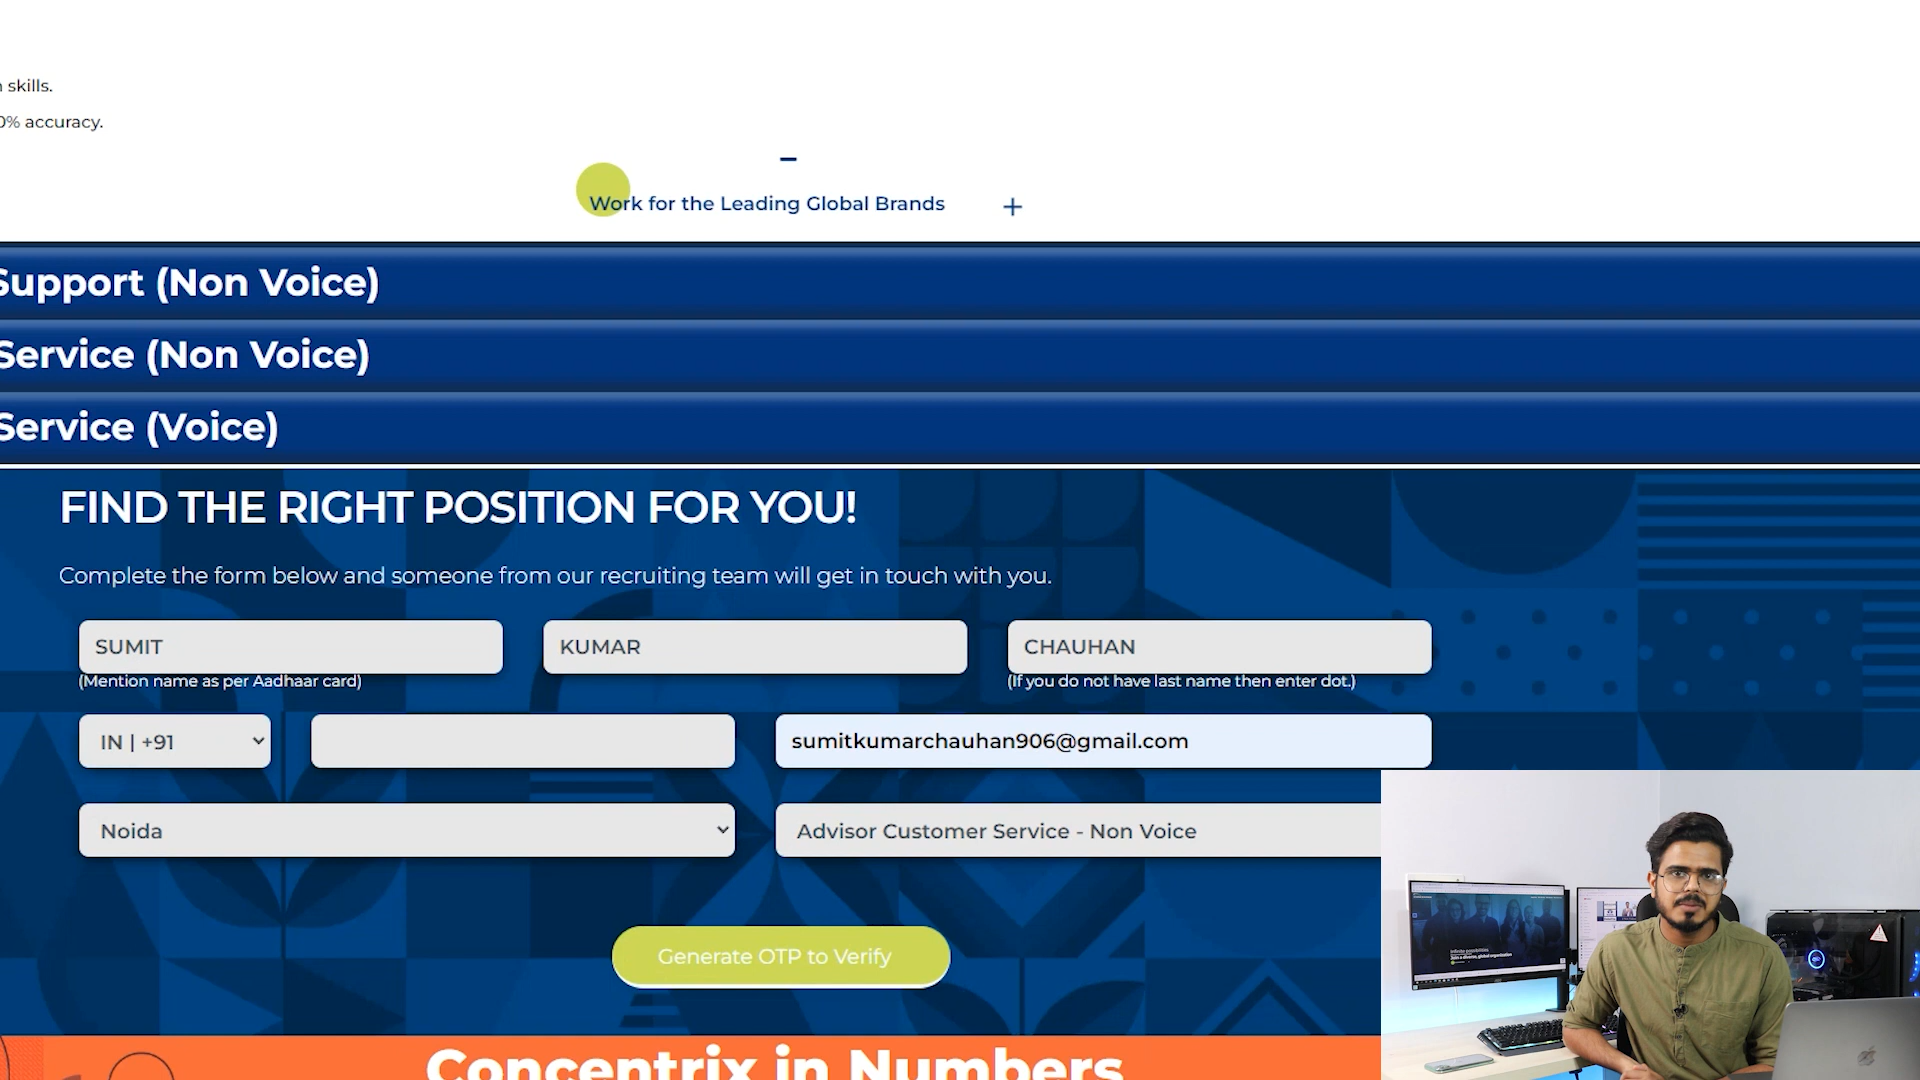 skills.
0% accuracy.
Work for the Leading Global Brands
Support (Non Voice)
Service (Non Voice)
Service (Voice)
FIND THE RIGHT POSITION FOR YOU!
Complete the form below and someone from our recruiting team will get in touch with you.
SUMIT KUMAR CHAUHAN
(Mention name as per Aadhaar card) (If you do not have last name then enter dot.)
IN | +91 sumitkumarchauhan906@gmail.com
Noida Advisor Customer Service - Non Voice
Generate OTP to Verify
Concentrix in Numbers